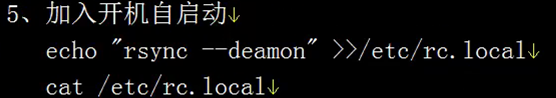 5、加入开机自启动↓
echo "rsync --deamon" >>/etc/rc.local↓
cat /etc/rc.local↓